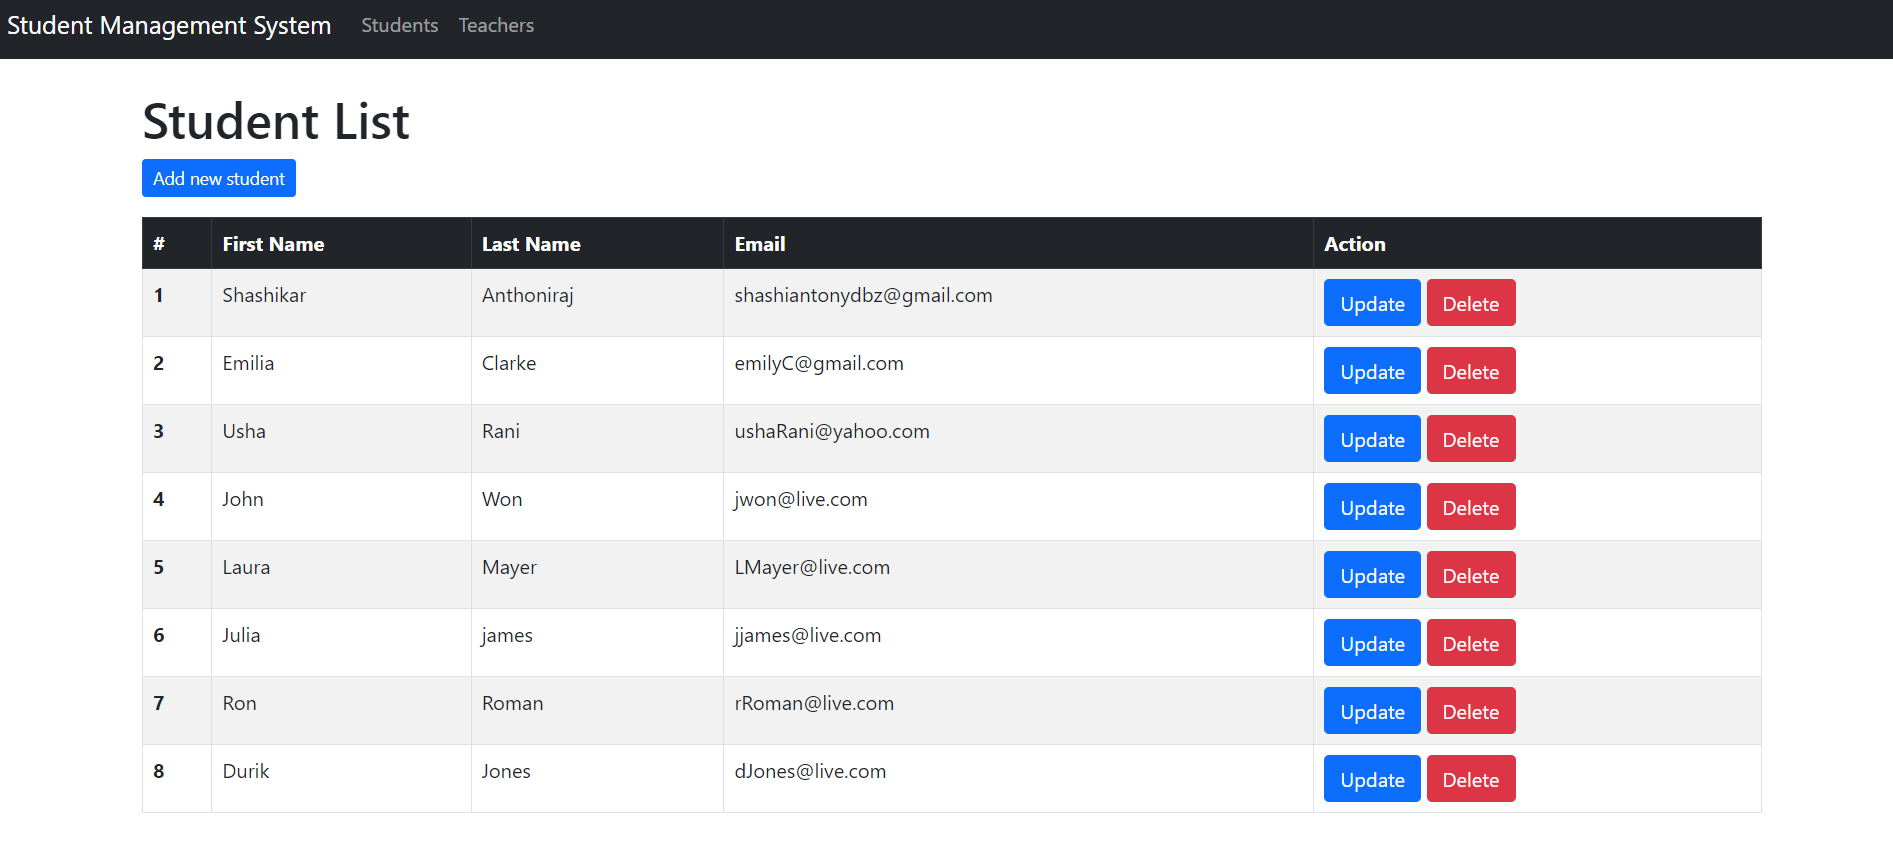 Student Management System Students Teachers
Student List
Add new student
# First Name Last Name Email Action
1 Shashikar Anthoniraj shashiantonydbz@gmail.com Update Delete
2 Emilia Clarke emilyC@gmail.com Update Delete
3 Usha Rani ushaRani@yahoo.com Update Delete
4 John Won jwon@live.com Update Delete
5 Laura Mayer LMayer@live.com Update Delete
6 Julia james jjames@live.com Update Delete
7 Ron Roman rRoman@live.com Update Delete
8 Durik Jones dJones@live.com Update Delete